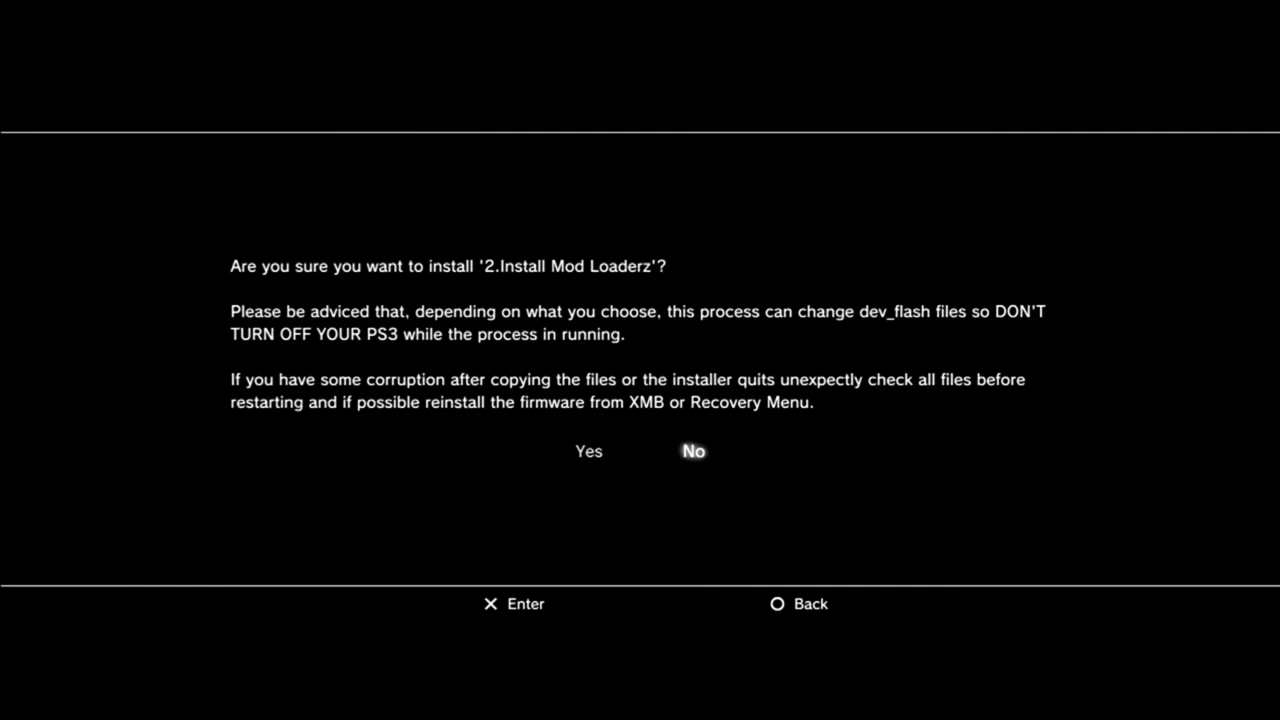 Are you sure you want to install '2.Install Mod Loaderz'?
Please be adviced that, depending on what you choose, this process can change dev_flash files so DON'T
TURN OFF YOUR PS3 while the process in running.
If you have some corruption after copying the files or the installer quits unexpectly check all files before
restarting and if possible reinstall the firmware from XMB or Recovery Menu.
Yes No
Enter Back